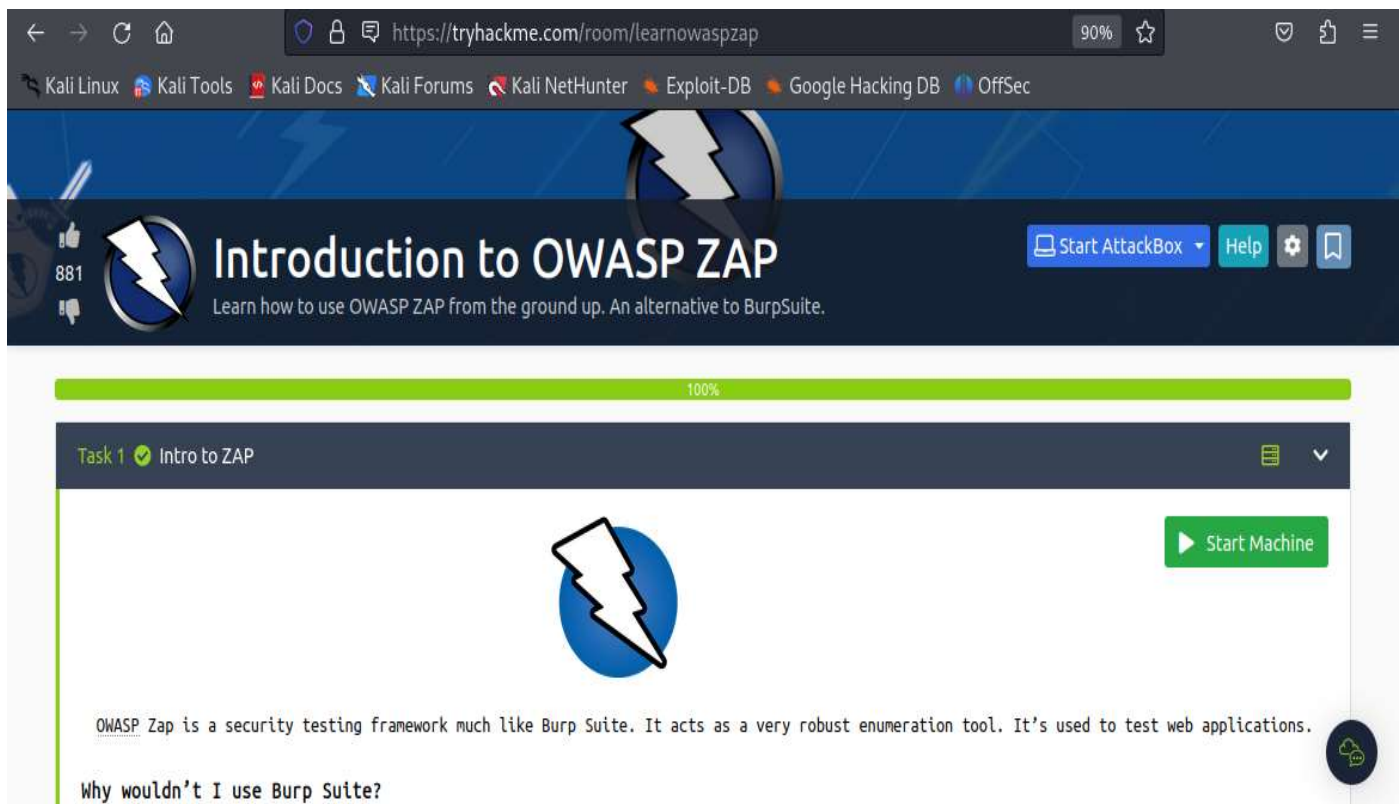 https://tryhackme.com/room/learnowaspzap 90%
Kali Linux Kali Tools Kali Docs Kali Forums Kali NetHunter Exploit-DB Google Hacking DB OffSec
881
Introduction to OWASP ZAP
Learn how to use OWASP ZAP from the ground up. An alternative to BurpSuite.
Start AttackBox Help
100%
Task 1 Intro to ZAP
Start Machine
OWASP Zap is a security testing framework much like Burp Suite. It acts as a very robust enumeration tool. It’s used to test web applications.
Why wouldn’t I use Burp Suite?